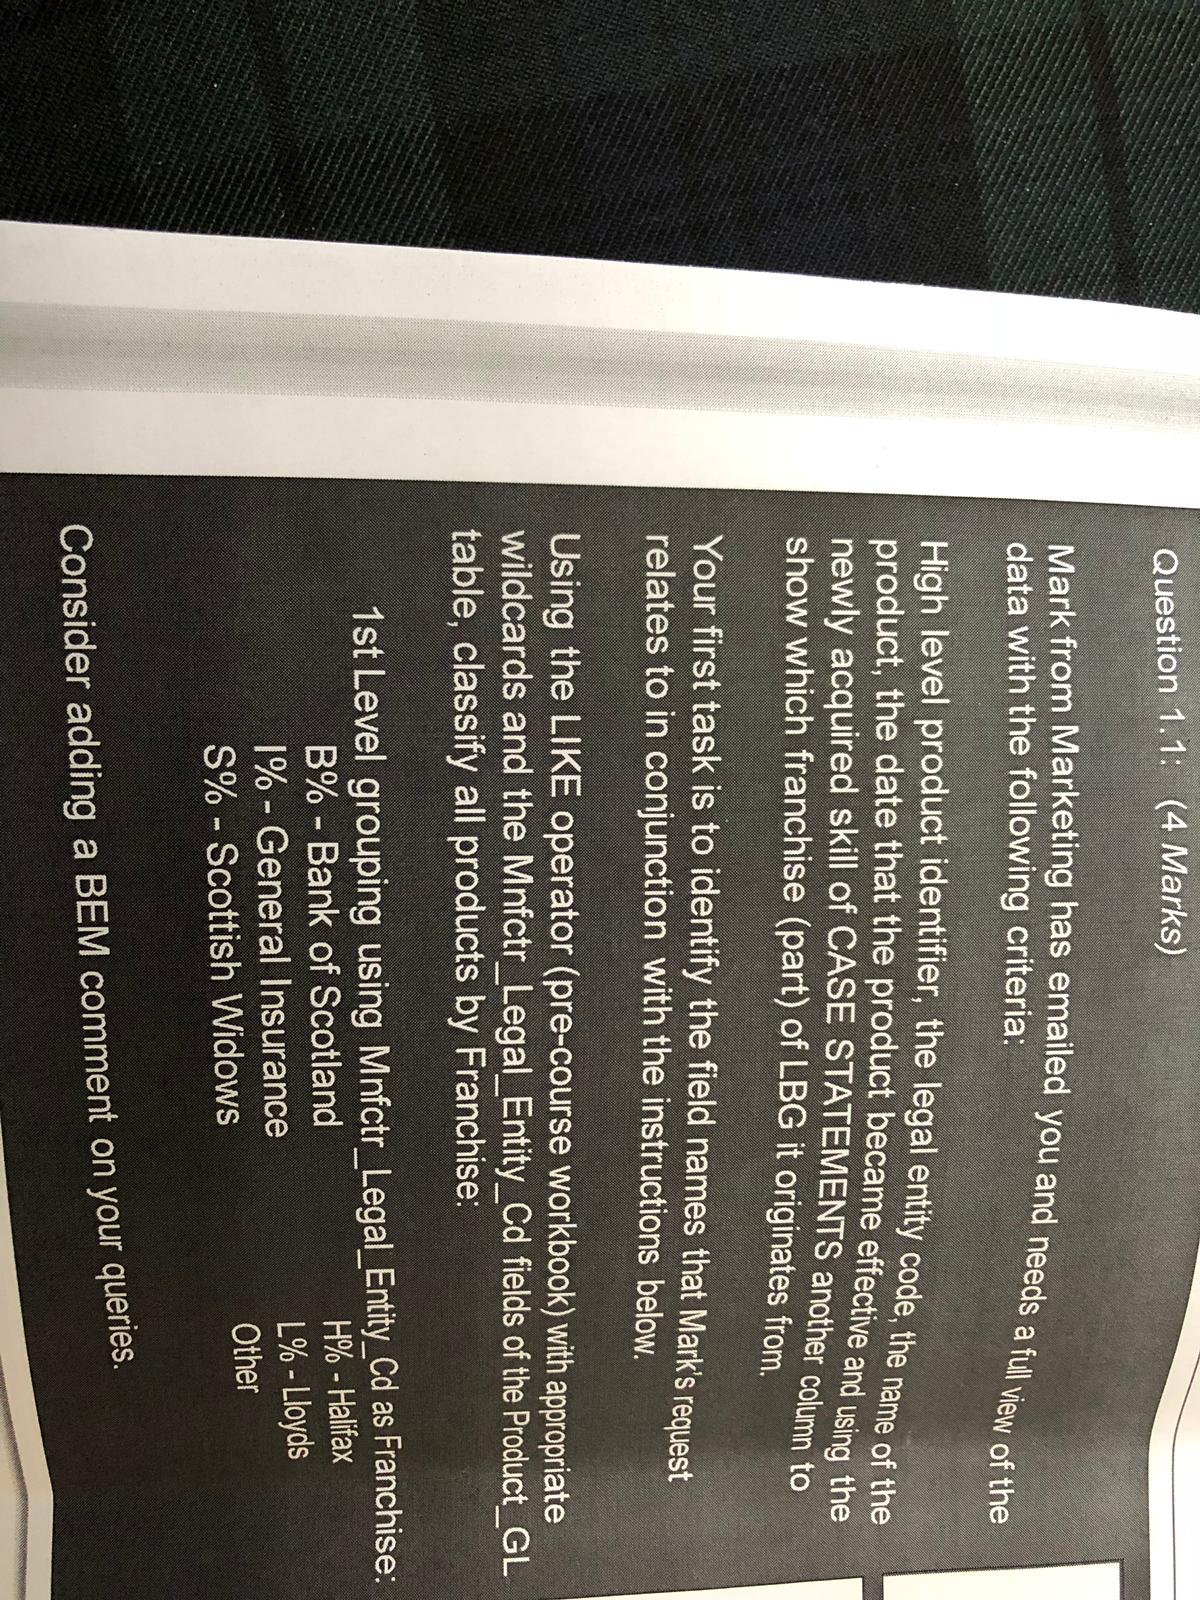 Question 1.1: (4 Marks)
Mark from Marketing has emailed you and needs a full view of the
data with the following criteria:
High level product identifier, the legal entity code, the name of the
product, the date that the product became effective and using the
newly acquired skill of CASE STATEMENTS another column to
show which franchise (part) of LBG it originates from.
Your first task is to identify the field names that Mark's request
relates to in conjunction with the instructions below.
Using the LIKE operator (pre-course workbook) with appropriate
wildcards and the Mnfctr_Legal_Entity_Cd fields of the Product_GL
table, classify all products by Franchise:
1st Level grouping using Mnfctr_Legal_Entity_Cd as Franchise:
B% - Bank of Scotland H% - Halifax
I% - General Insurance L% - Lloyds
S% - Scottish Widows Other
Consider adding a BEM comment on your queries.